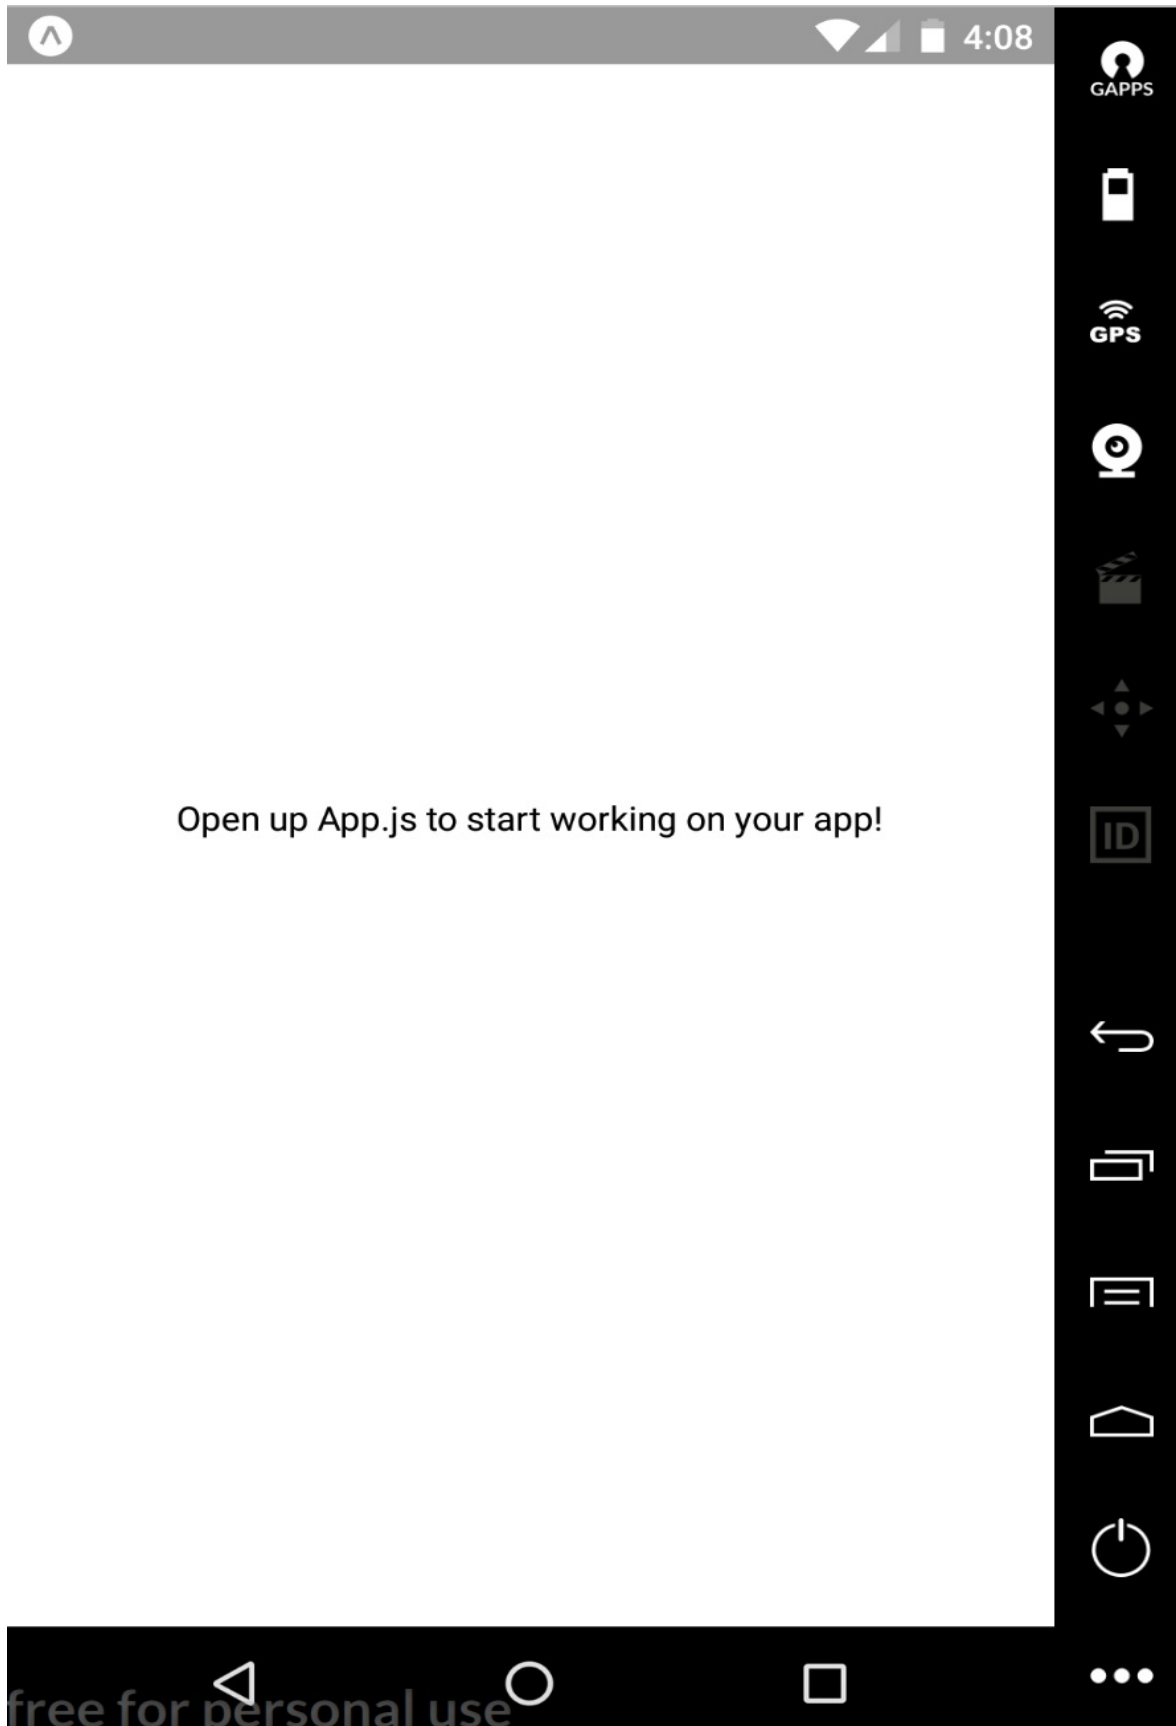 4:08
GAPPS
GPS
Open up App.js to start working on your app!
ID
free for personal use